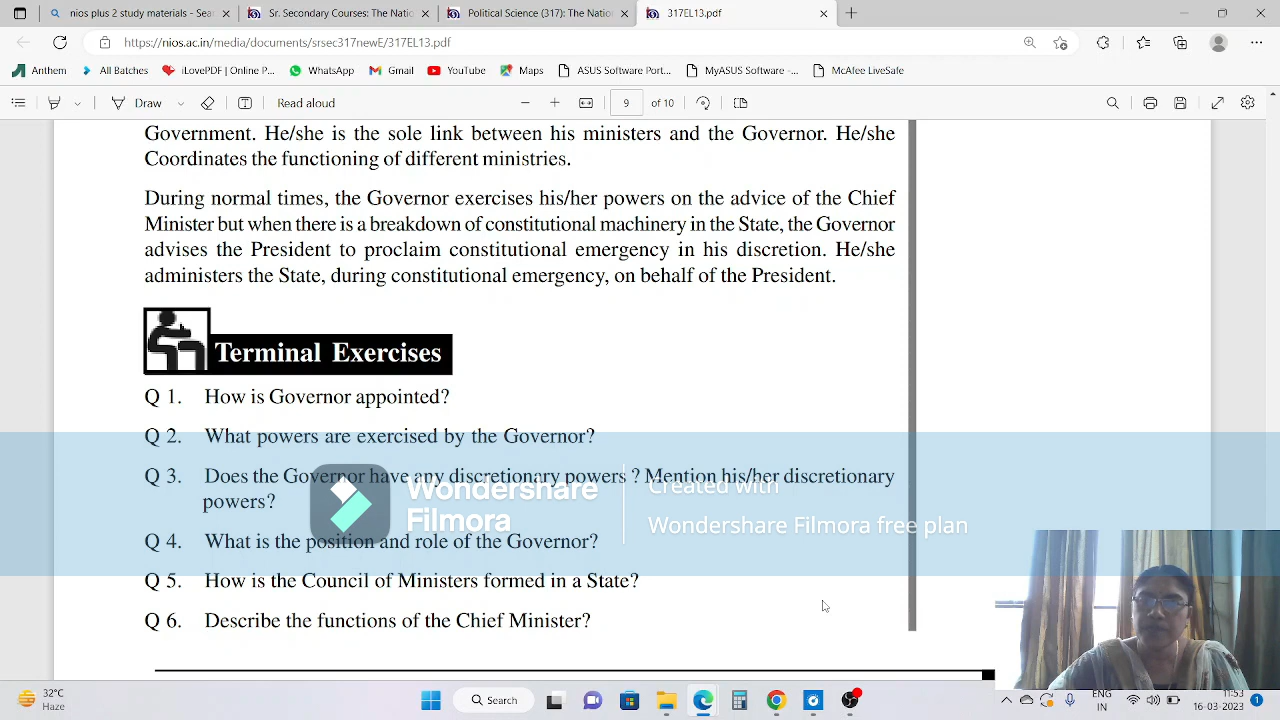 nios plus 2 study materials - Sea
Sr. Secondary Courses: The Natio
Political Science (317): The Natio
317EL13.pdf
https://nios.ac.in/media/documents/srsec317newE/317EL13.pdf
Anthem
All Batches
iLovePDF | Online P...
WhatsApp
Gmail
YouTube
Maps
ASUS Software Port...
MyASUS Software -...
McAfee LiveSafe
Draw
Read aloud
9 of 10
Government. He/she is the sole link between his ministers and the Governor. He/she
Coordinates the functioning of different ministries.
During normal times, the Governor exercises his/her powers on the advice of the Chief
Minister but when there is a breakdown of constitutional machinery in the State, the Governor
advises the President to proclaim constitutional emergency in his discretion. He/she
administers the State, during constitutional emergency, on behalf of the President.
Terminal Exercises
Q 1. How is Governor appointed?
Q 2. What powers are exercised by the Governor?
Q 3. Does the Governor have any discretionary powers ? Mention his/her discretionary
powers?
Q 4. What is the position and role of the Governor?
Q 5. How is the Council of Ministers formed in a State?
Q 6. Describe the functions of the Chief Minister?
Wondershare
Filmora
Created with
Wondershare Filmora free plan
32°C
Haze
Search
ENG
IN
11:53
16-03-2023
1